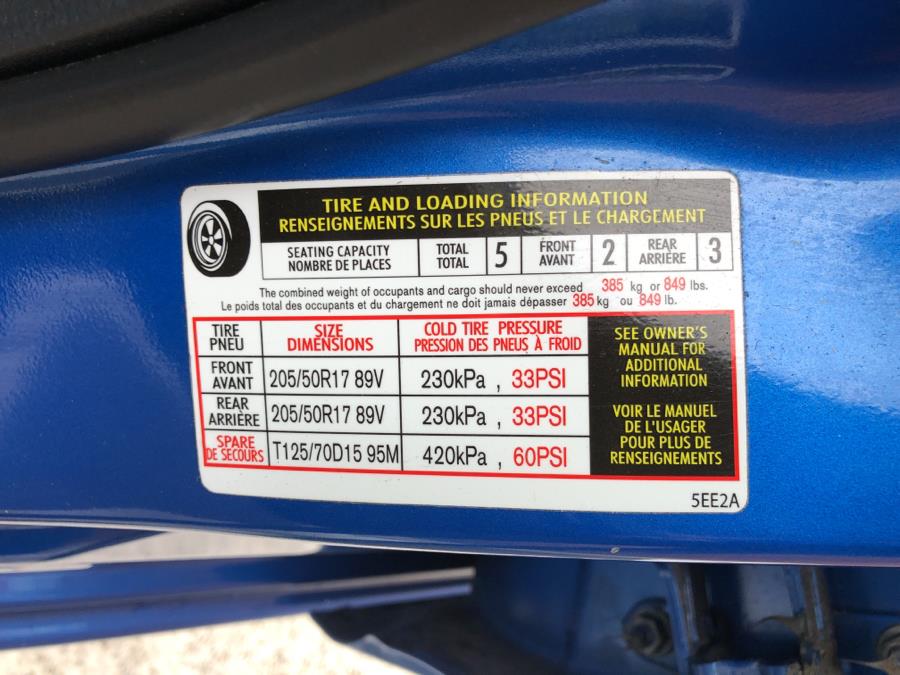 TIRE AND LOADING INFORMATION
RENSEIGNEMENTS SUR LES PNEUS ET LE CHARGEMENT
SEATING CAPACITY
NOMBRE DE PLACES
TOTAL
TOTAL
5
FRONT
AVANT
2
REAR
ARRIÈRE
3
The combined weight of occupants and cargo should never exceed 385 kg or 849 lbs.
Le poids total des occupants et du chargement ne doit jamais dépasser 385 kg ou 849 lb.
TIRE
PNEU
SIZE
DIMENSIONS
COLD TIRE PRESSURE
PRESSION DES PNEUS À FROID
FRONT
AVANT
205/50R17 89V
230kPa , 33PSI
REAR
ARRIÈRE
205/50R17 89V
230kPa , 33PSI
SPARE
DE SECOURS
T125/70D15 95M
420kPa , 60PSI
SEE OWNER'S
MANUAL FOR
ADDITIONAL
INFORMATION
VOIR LE MANUEL
DE L'USAGER
POUR PLUS DE
RENSEIGNEMENTS
5EE2A